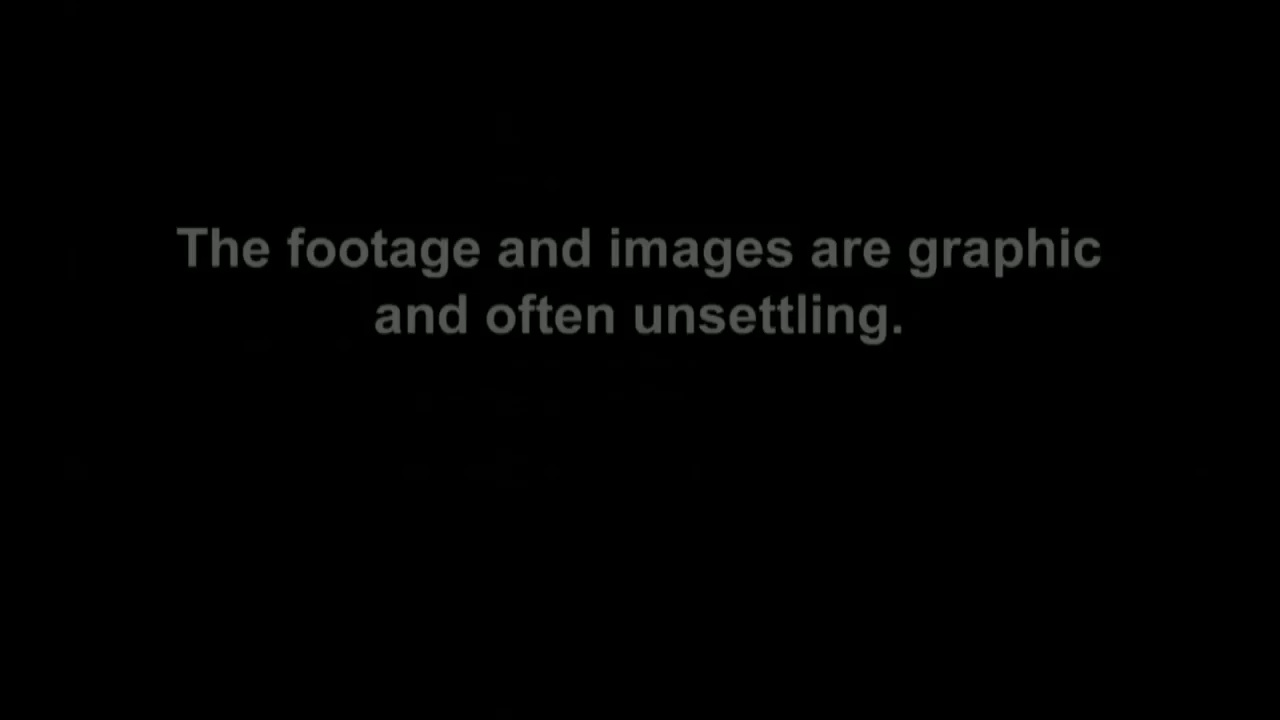 The footage and images are graphic
and often unsettling.